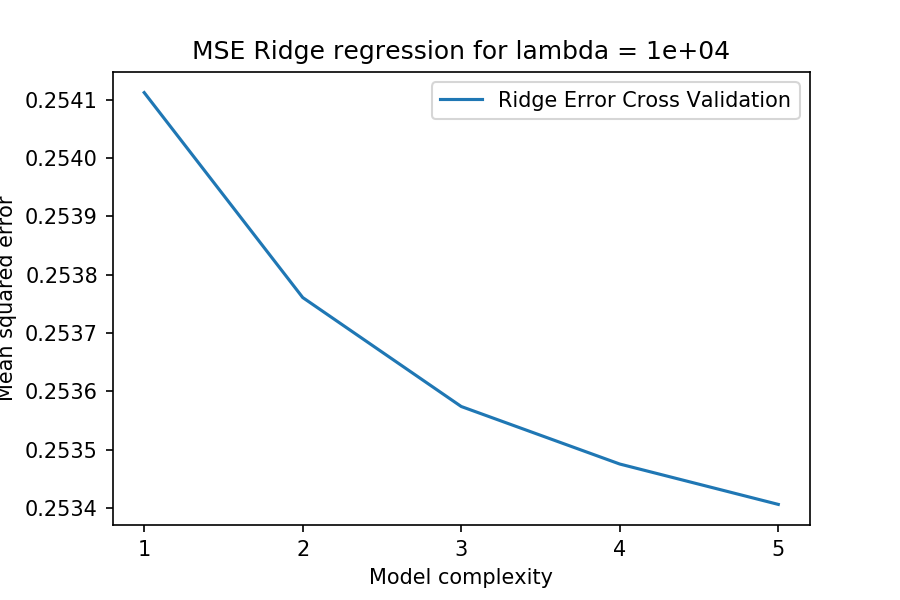 MSE Ridge regression for lambda = 1e+04
Ridge Error Cross Validation
Mean squared error
0.2541
0.2540
0.2539
0.2538
0.2537
0.2536
0.2535
0.2534
1 2 3 4 5
Model complexity